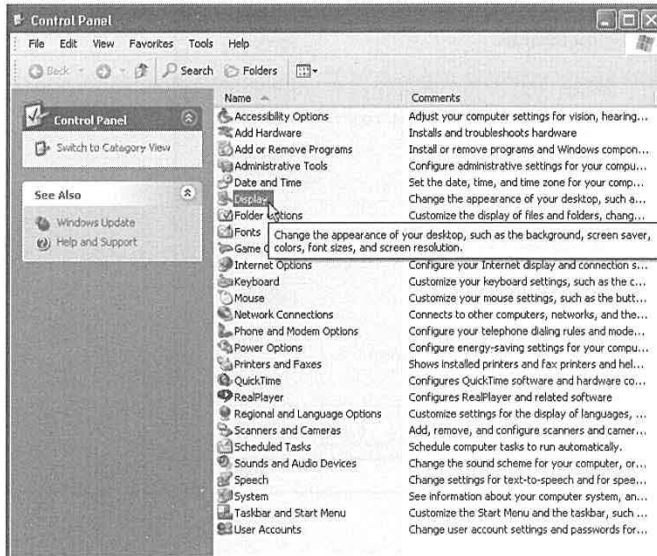 Control Panel
File Edit View Favorites Tools Help
Back Search Folders
Control Panel
Switch to Category View
See Also
Windows Update
Help and Support
Name Comments
Accessibility Options Adjust your computer settings for vision, hearing...
Add Hardware Installs and troubleshoots hardware
Add or Remove Programs Install or remove programs and Windows compon...
Administrative Tools Configure administrative settings for your compu...
Date and Time Set the date, time, and time zone for your comp...
Display Change the appearance of your desktop, such a...
Folder Options Customize the display of files and folders, chang...
Fonts
Change the appearance of your desktop, such as the background, screen saver,
colors, font sizes, and screen resolution.
Game
Internet Options Configure your Internet display and connection s...
Keyboard Customize your keyboard settings, such as the c...
Mouse Customize your mouse settings, such as the butt...
Network Connections Connects to other computers, networks, and the...
Phone and Modem Options Configure your telephone dialing rules and mode...
Power Options Configure energy-saving settings for your compu...
Printers and Faxes Shows installed printers and fax printers and hel...
QuickTime Configures QuickTime software and hardware co...
RealPlayer Configures RealPlayer and related software
Regional and Language Options Customize settings for the display of languages, ...
Scanners and Cameras Add, remove, and configure scanners and camer...
Scheduled Tasks Schedule computer tasks to run automatically.
Sounds and Audio Devices Change the sound scheme for your computer, or...
Speech Change settings for text-to-speech and for spee...
System See information about your computer system, an...
Taskbar and Start Menu Customize the Start Menu and the taskbar, such ...
User Accounts Change user account settings and passwords for...